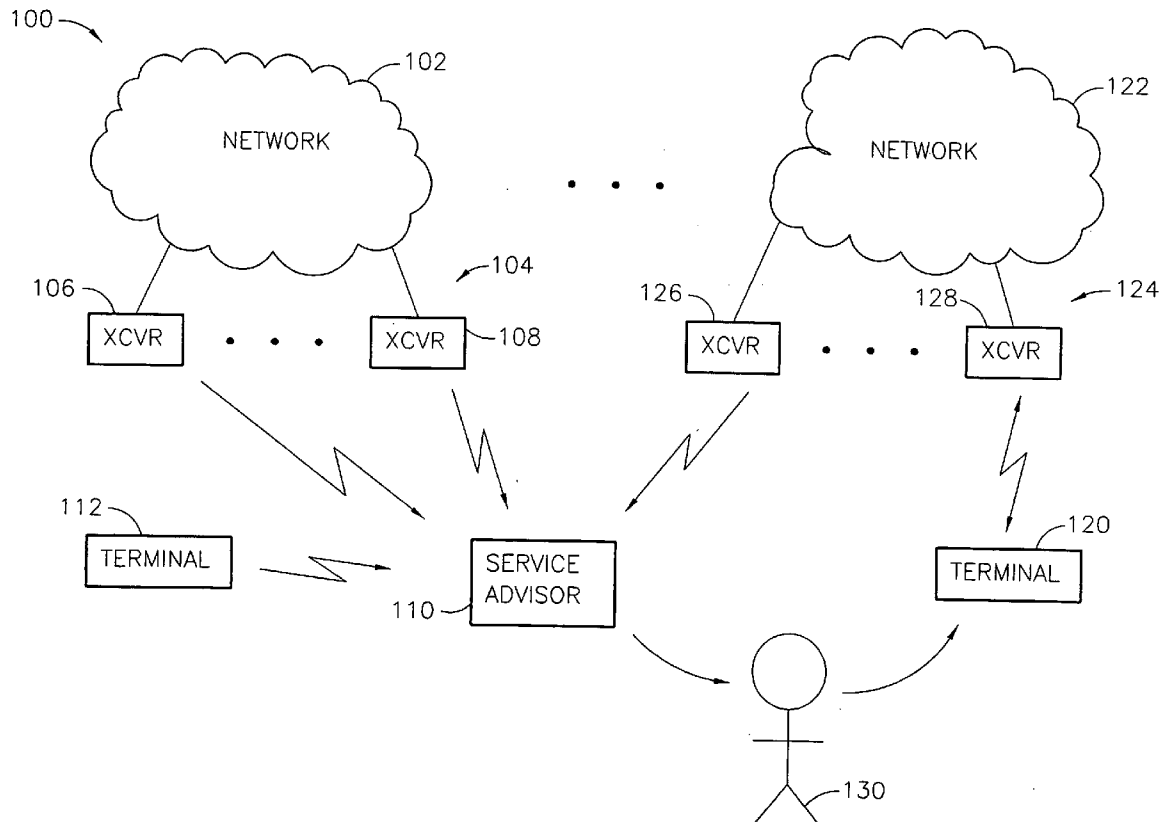 100
102
122
NETWORK
NETWORK
104
124
106
126
128
XCVR
XCVR
108
XCVR
XCVR
112
120
TERMINAL
SERVICE
ADVISOR
TERMINAL
110
130